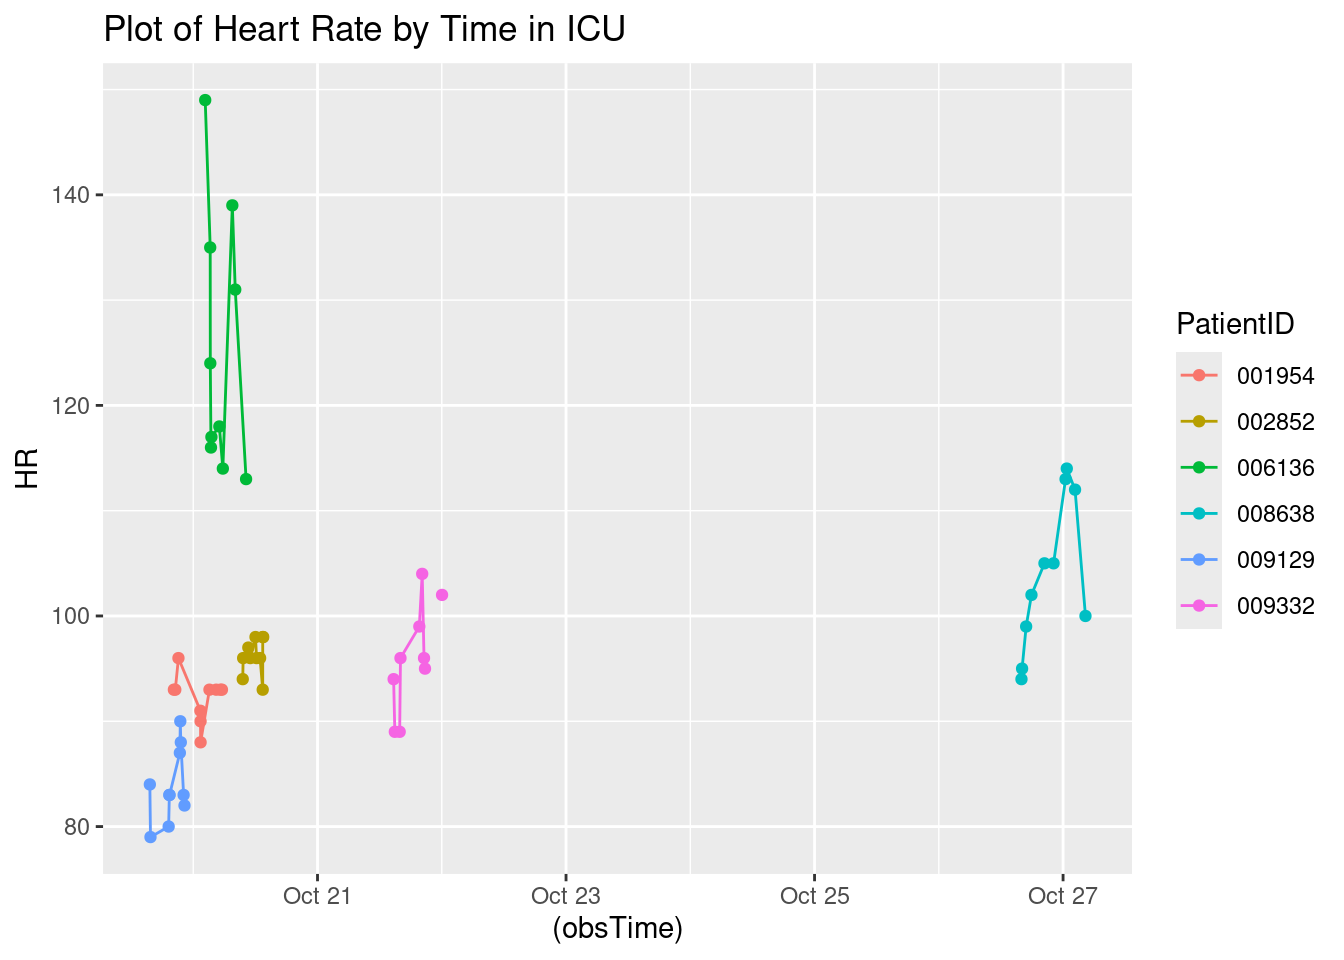 Plot of Heart Rate by Time in ICU
140
120
100
80
HR
Oct 21
Oct 23
Oct 25
Oct 27
(obsTime)
PatientID
001954
002852
006136
008638
009129
009332